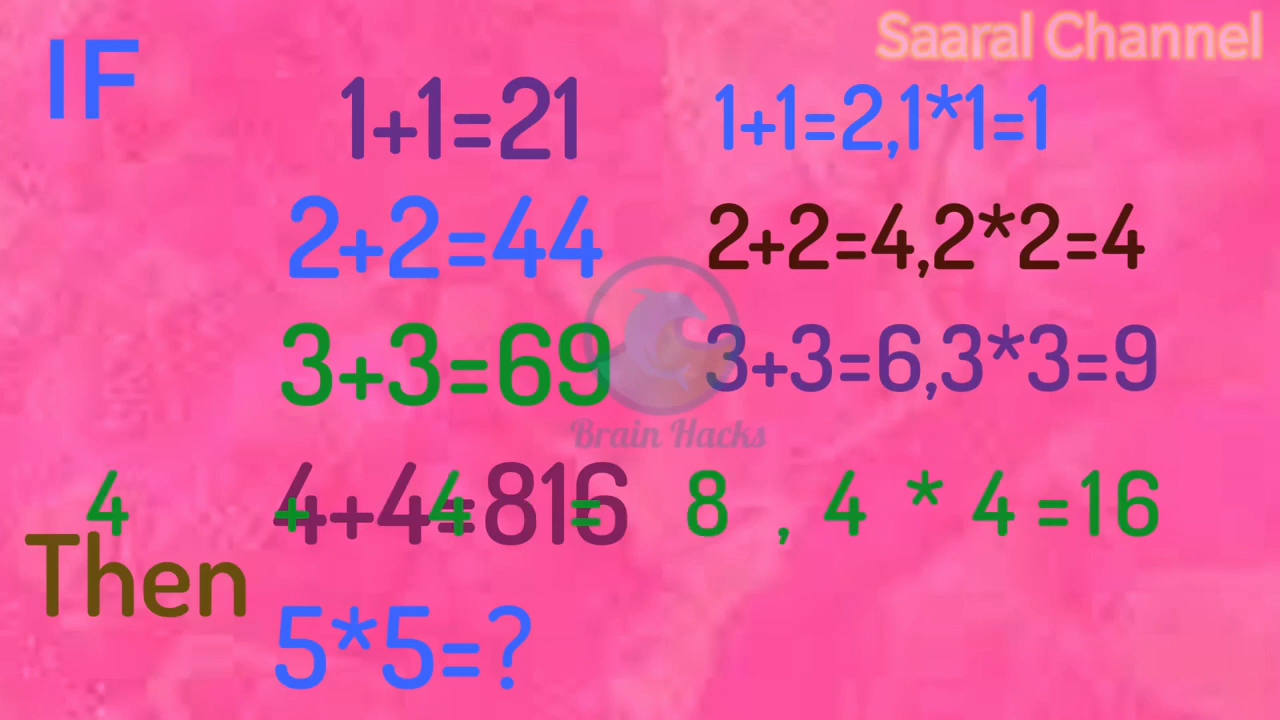 Saaral Channel
IF
1+1=21 1+1=2,1*1=1
2+2=44 2+2=4,2*2=4
3+3=69 3+3=6,3*3=9
Brain Hacks
4+4=816
4 + 4 = 8 , 4 * 4 =16
Then
5*5=?